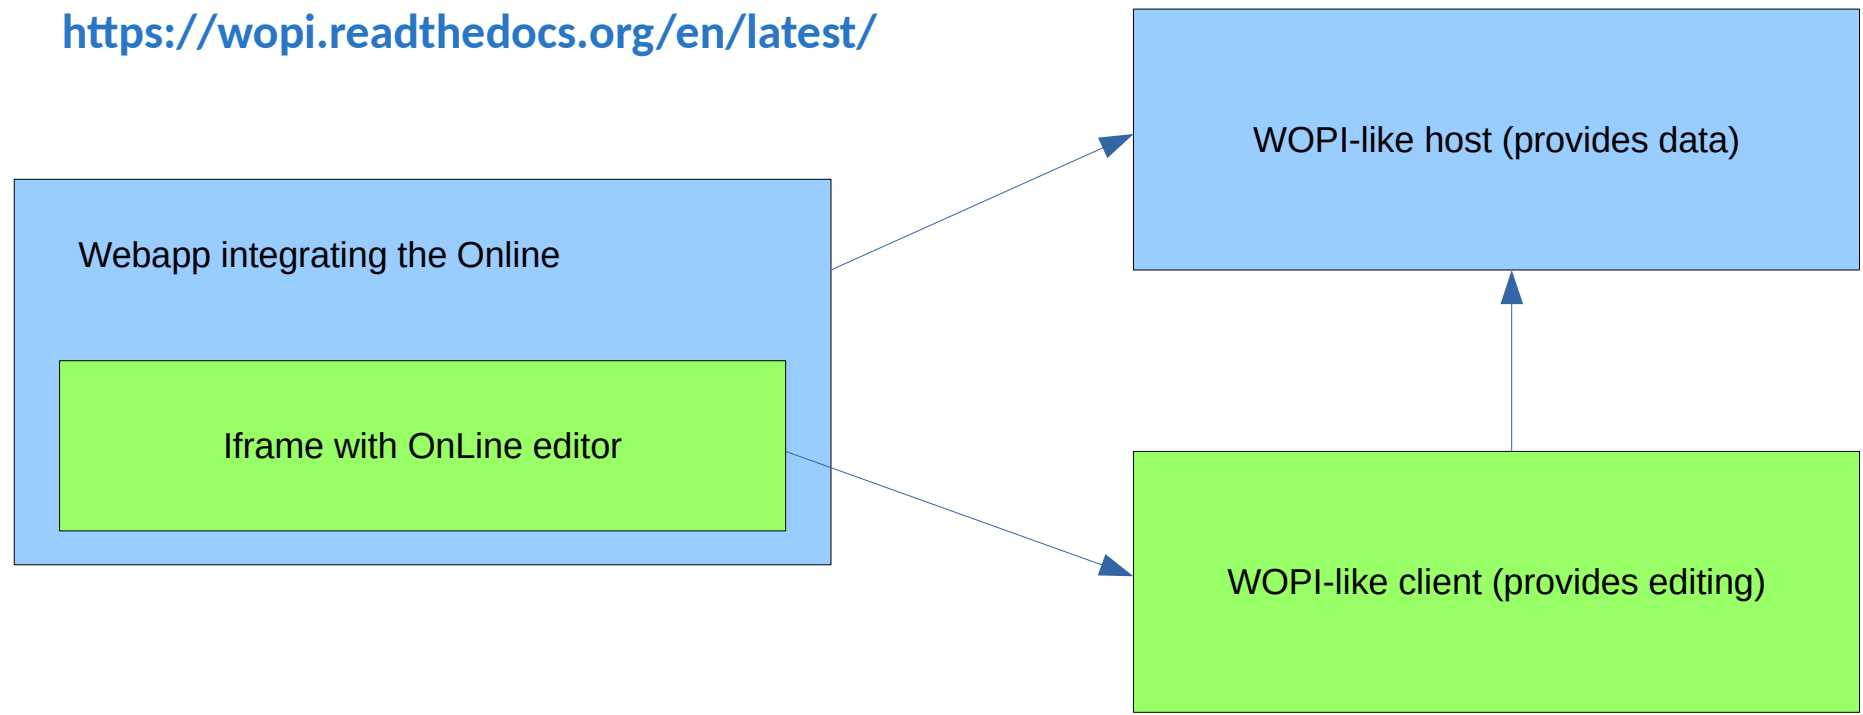 https://wopi.readthedocs.org/en/latest/
WOPI-like host (provides data)
Webapp integrating the Online
Iframe with OnLine editor
WOPI-like client (provides editing)